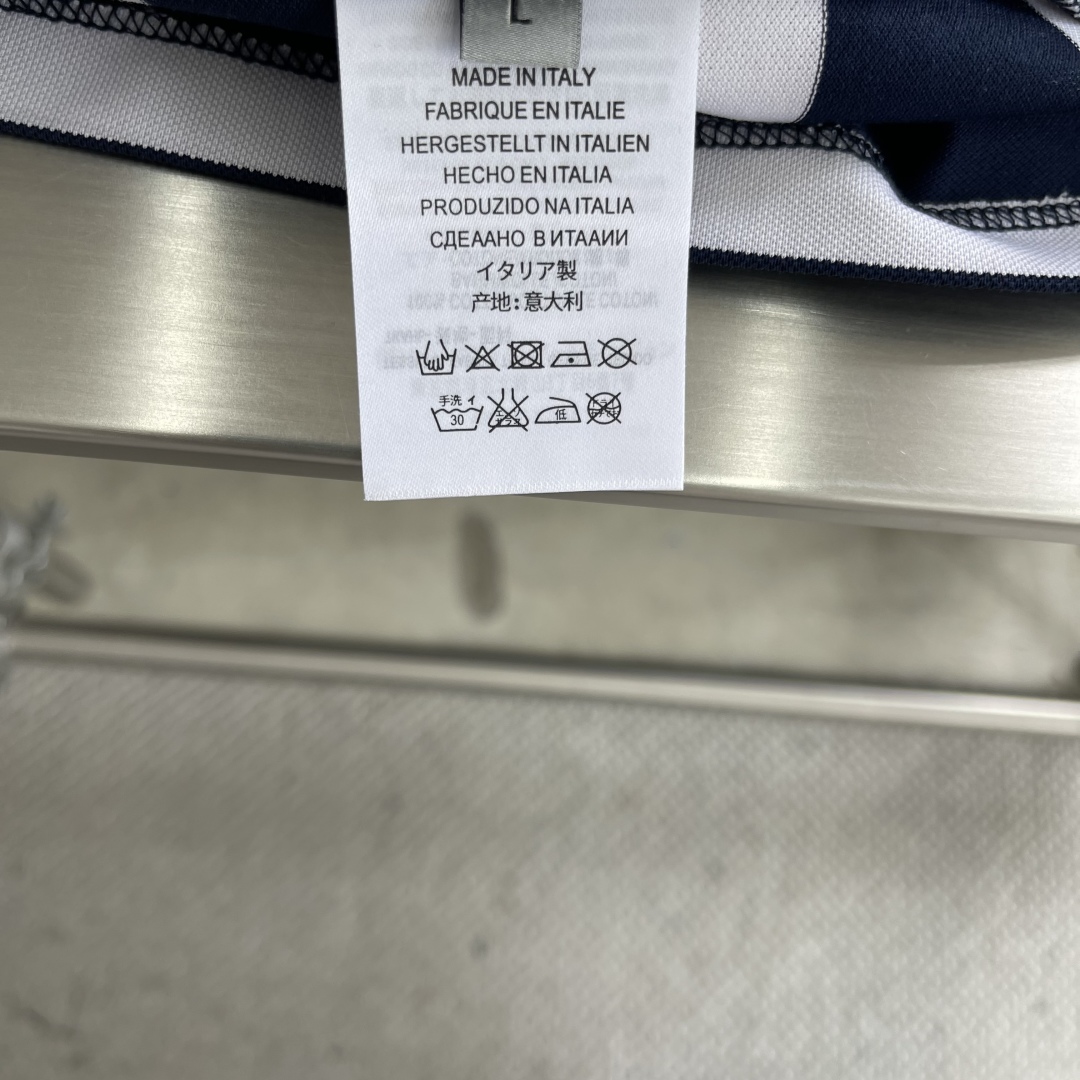 L
MADE IN ITALY
FABRIQUE EN ITALIE
HERGESTELLT IN ITALIEN
HECHO EN ITALIA
PRODUZIDO NA ITALIA
СДЕААНО В ИТААИИ
イタリア製
产地:意大利
手洗 イ
30
低